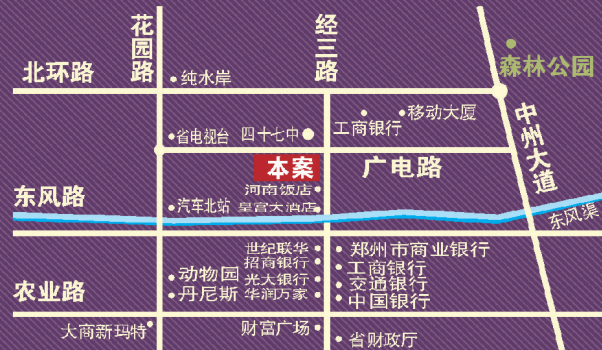 花园路
经三路
北环路
纯水岸
森林公园
移动大厦
工商银行
中州大道
省电视台
四十七中
本案
广电路
河南饭店
东风路
汽车北站
皇宫大酒店
东风渠
世纪联华
郑州市商业银行
招商银行
工商银行
动物园
光大银行
交通银行
农业路
丹尼斯
华润万家
中国银行
大商新玛特
财富广场
省财政厅